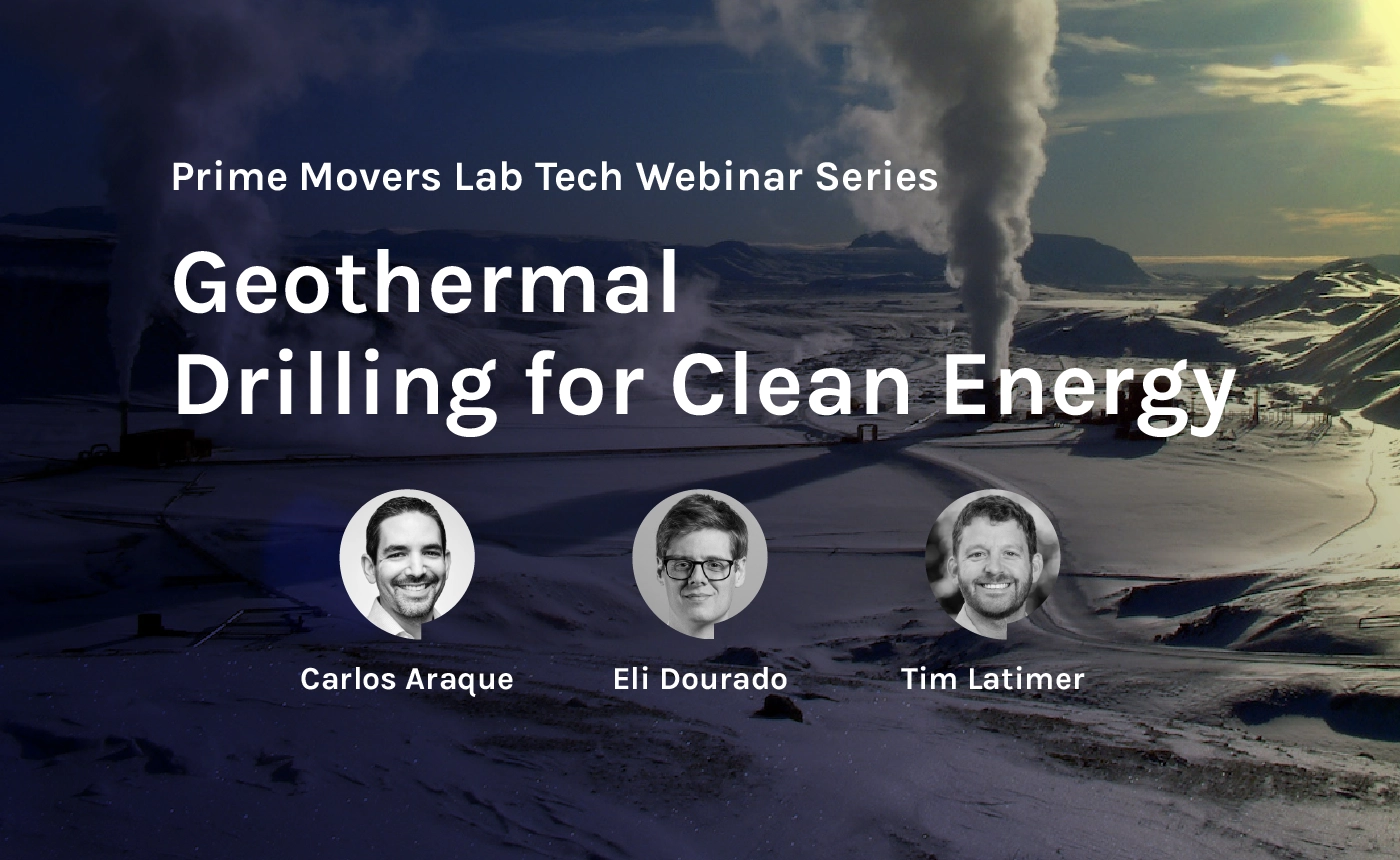 Prime Movers Lab Tech Webinar Series
Geothermal
Drilling for Clean Energy
Carlos Araque
Eli Dourado
Tim Latimer